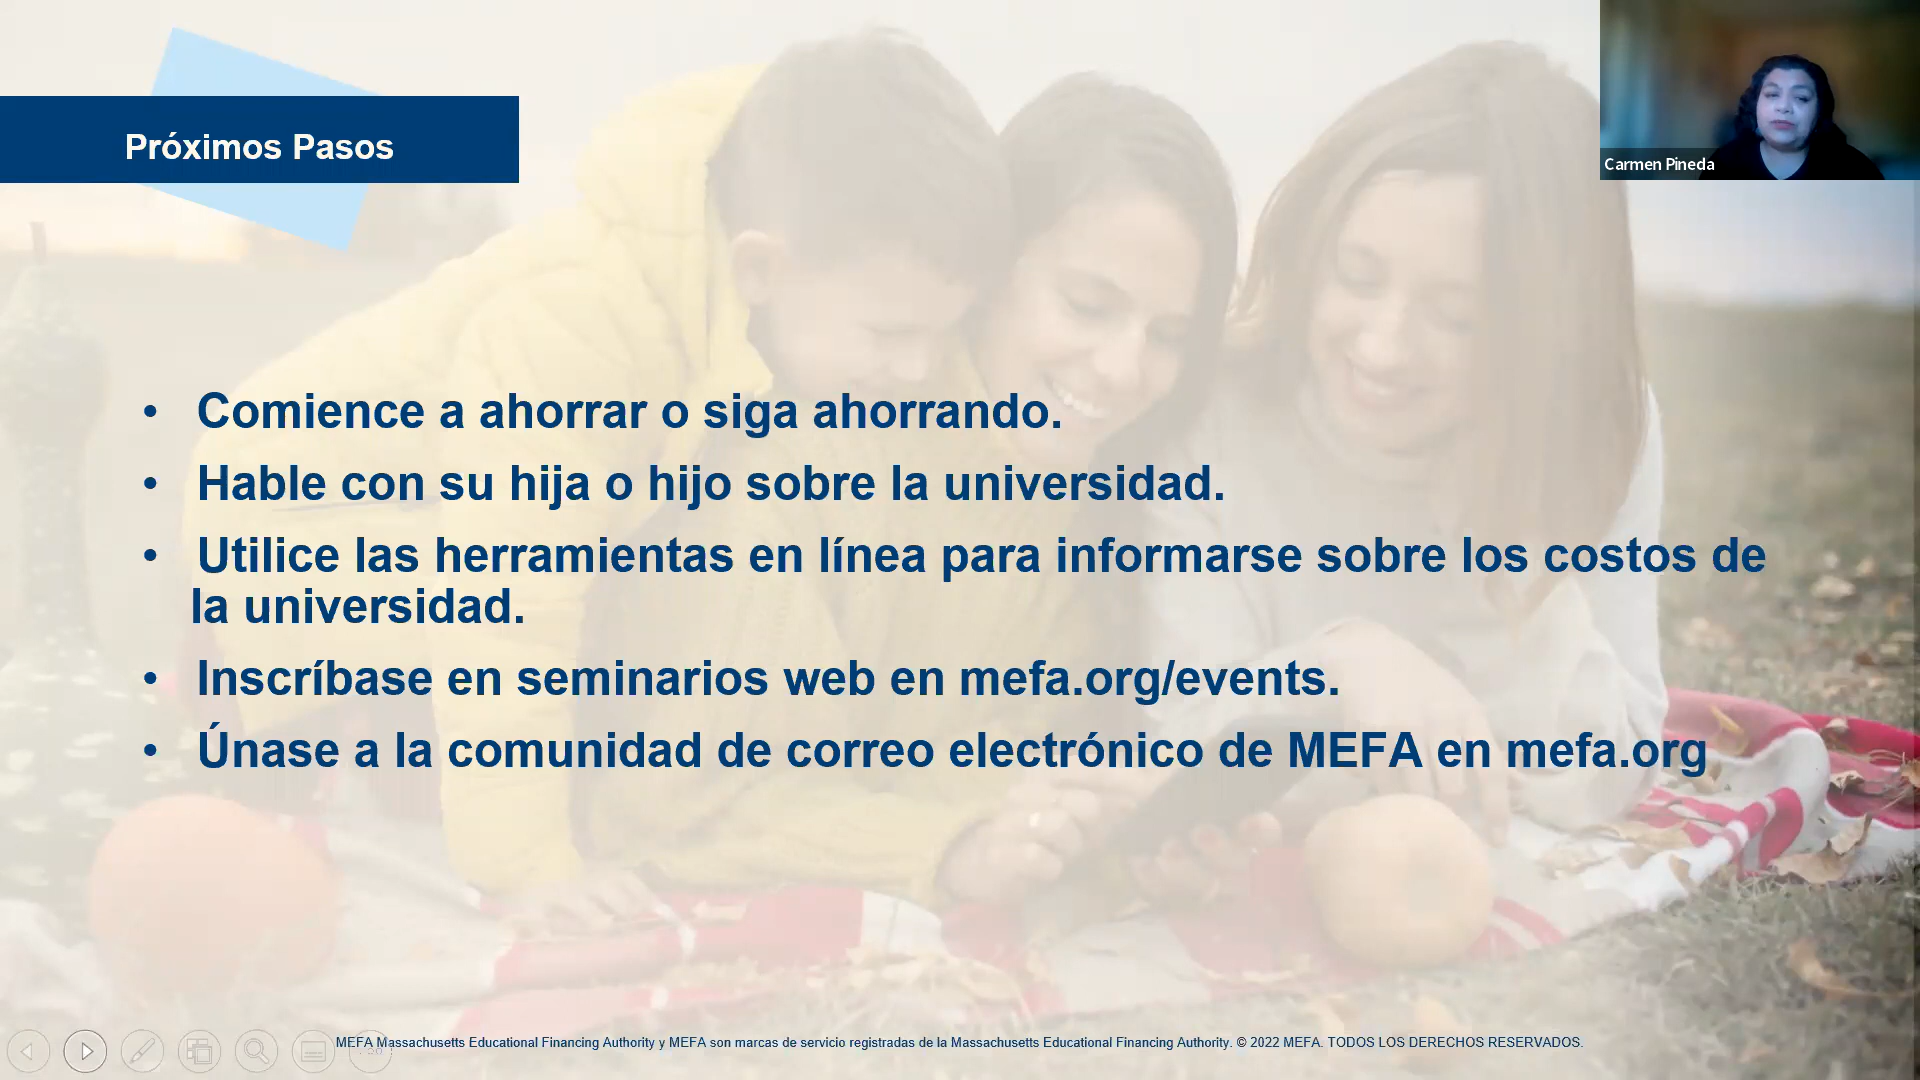 Próximos Pasos
Carmen Pineda
• Comience a ahorrar o siga ahorrando.
• Hable con su hija o hijo sobre la universidad.
• Utilice las herramientas en línea para informarse sobre los costos de
la universidad.
• Inscríbase en seminarios web en mefa.org/events.
• Únase a la comunidad de correo electrónico de MEFA en mefa.org
MEFA Massachusetts Educational Financing Authority y MEFA son marcas de servicio registradas de la Massachusetts Educational Financing Authority. © 2022 MEFA. TODOS LOS DERECHOS RESERVADOS.